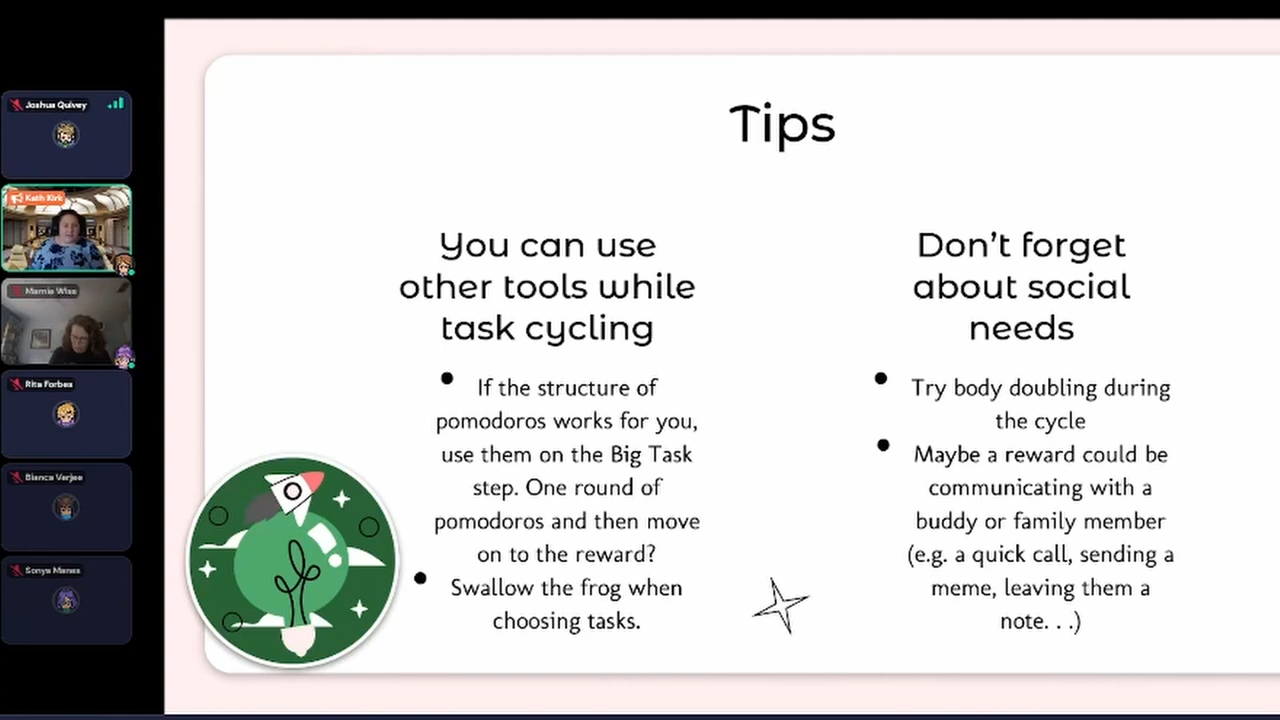 Joshua Quivey
Kath Kirk
Marnie Wiss
Rita Forbes
Bianca Verjee
Sonya Manes
Tips
You can use
other tools while
task cycling
If the structure of
pomodoros works for you,
use them on the Big Task
step. One round of
pomodoros and then move
on to the reward?
Swallow the frog when
choosing tasks.
Don’t forget
about social
needs
Try body doubling during
the cycle
Maybe a reward could be
communicating with a
buddy or family member
(e.g. a quick call, sending a
meme, leaving them a
note. . .)